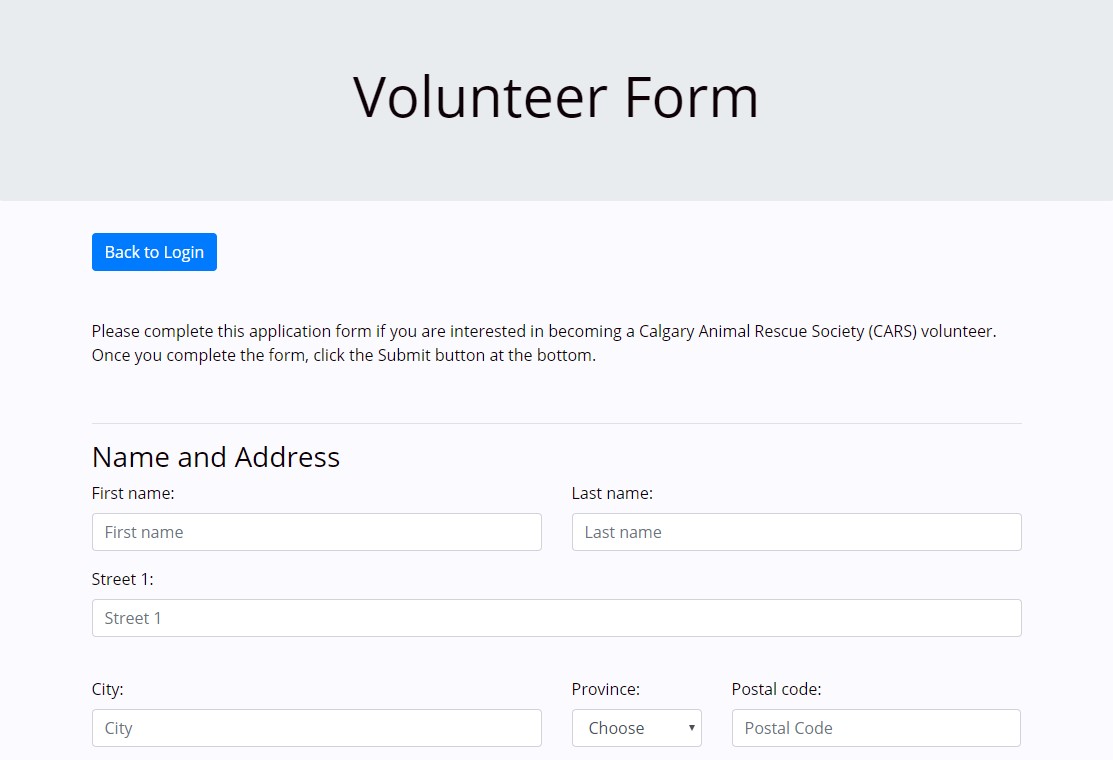 Volunteer Form
Back to Login
Please complete this application form if you are interested in becoming a Calgary Animal Rescue Society (CARS) volunteer.
Once you complete the form, click the Submit button at the bottom.
Name and Address
First name:
Last name:
First name
Last name
Street 1:
Street 1
City:
Province:
Postal code:
City
Choose
Postal Code